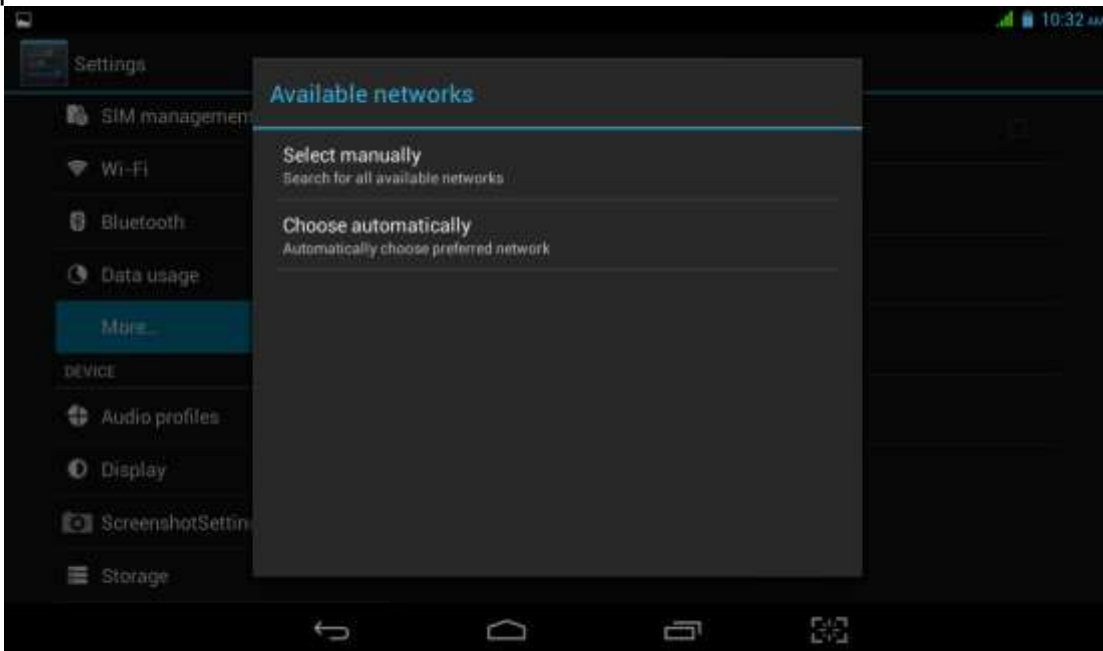 10:32 AM
Settings
Available networks
SIM management
Select manually
Search for all available networks
Wi-Fi
Choose automatically
Automatically choose preferred network
Bluetooth
Data usage
More...
DEVICE
Audio profiles
Display
ScreenshotSettin
Storage